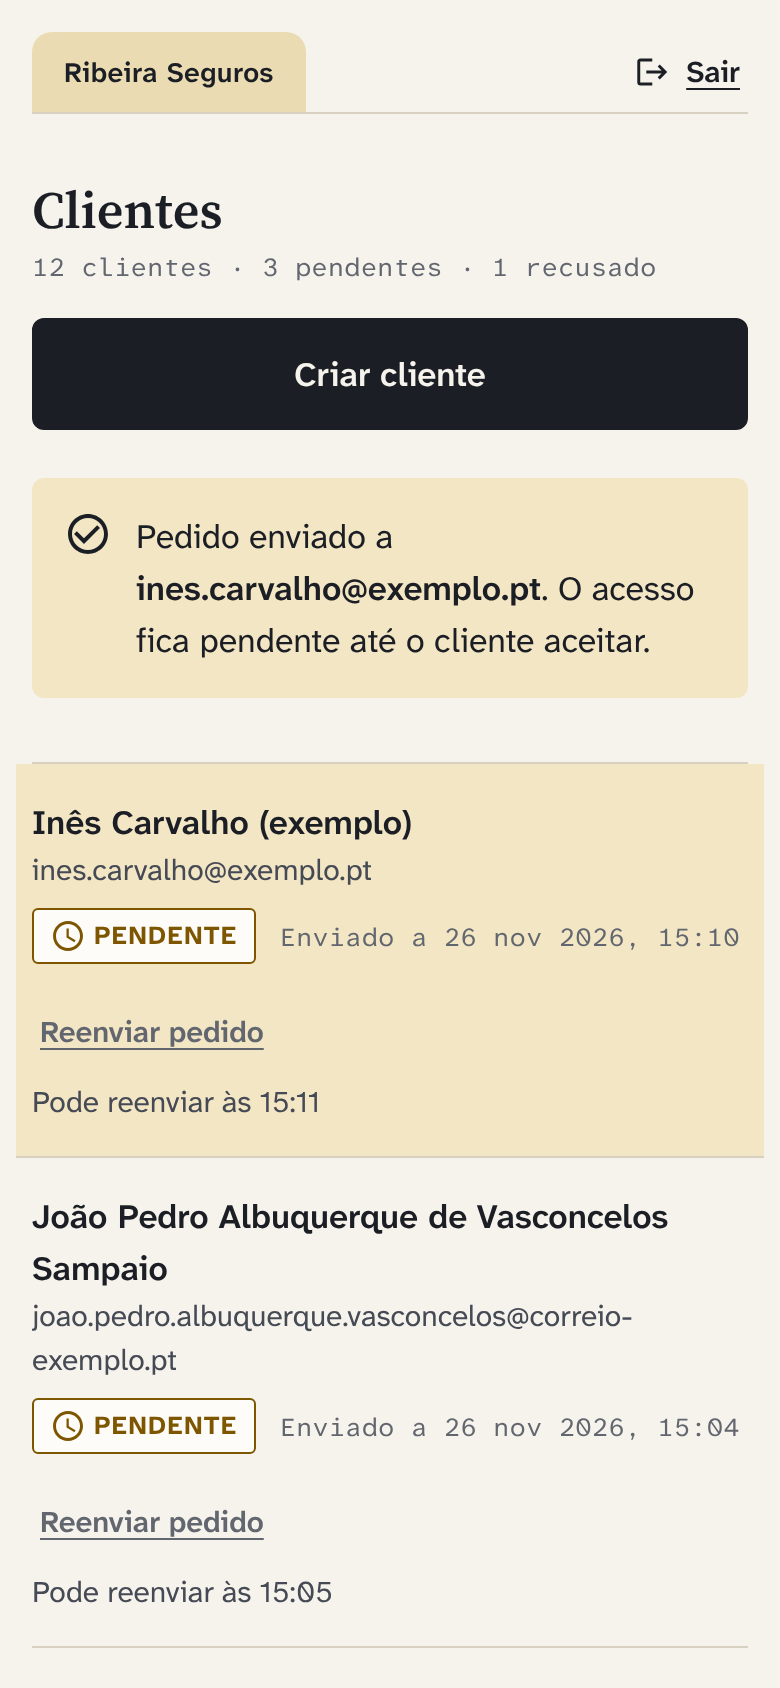 Ribeira Seguros
Sair
Clientes
12 clientes · 3 pendentes · 1 recusado
Criar cliente
Pedido enviado a
ines.carvalho@exemplo.pt. O acesso
fica pendente até o cliente aceitar.
Inês Carvalho (exemplo)
ines.carvalho@exemplo.pt
PENDENTE
Enviado a 26 nov 2026, 15:10
Reenviar pedido
Pode reenviar às 15:11
João Pedro Albuquerque de Vasconcelos
Sampaio
joao.pedro.albuquerque.vasconcelos@correio-
exemplo.pt
PENDENTE
Enviado a 26 nov 2026, 15:04
Reenviar pedido
Pode reenviar às 15:05